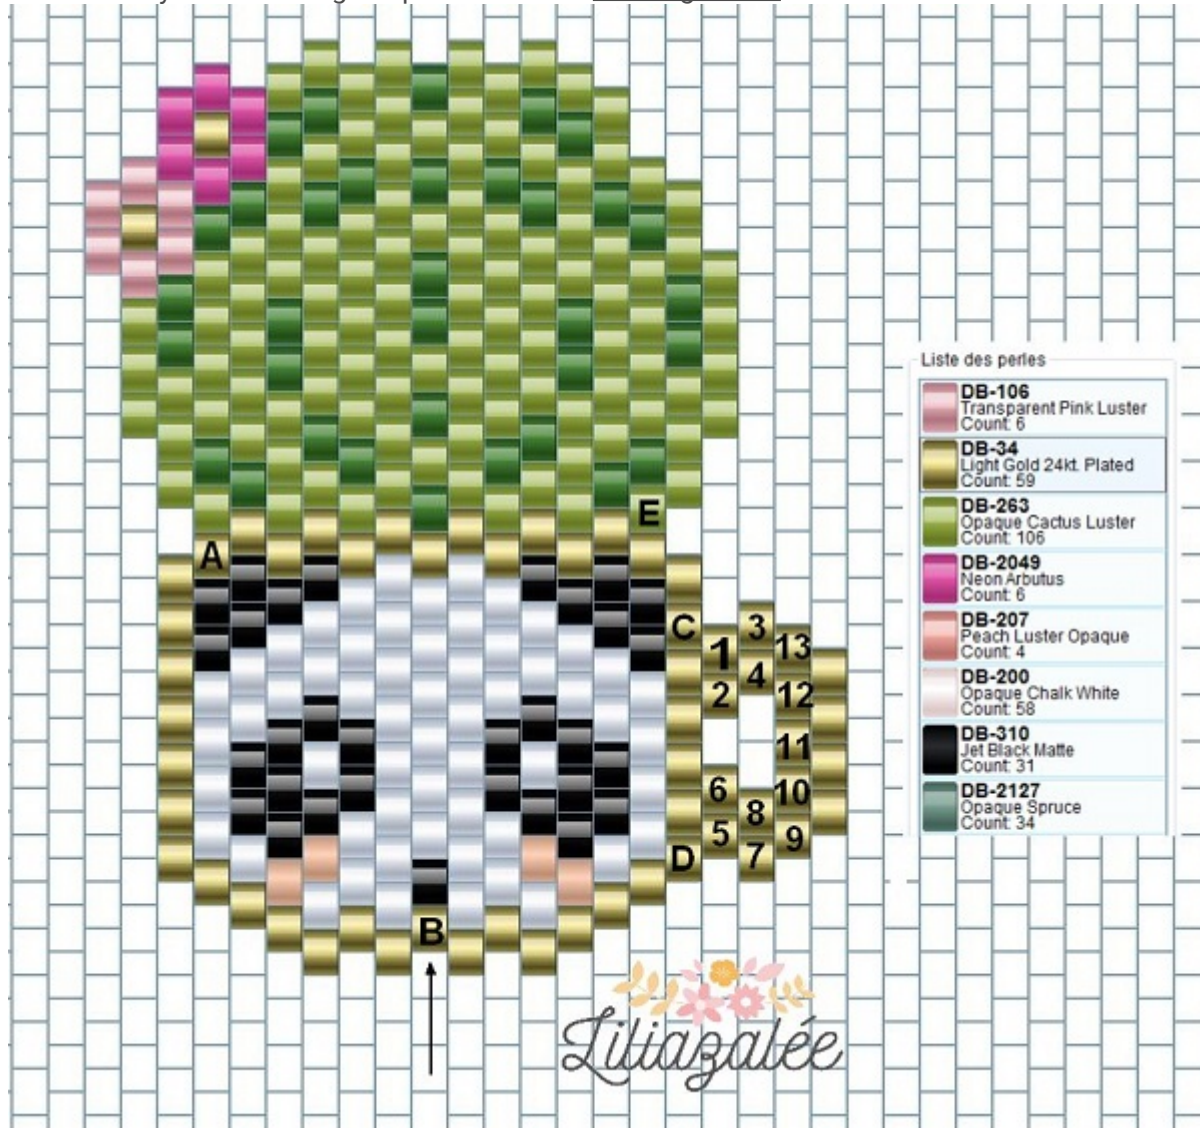 E
A
C
3
13
1
4
2
12
11
6
10
8
5
9
D
7
B
Liste des perles
DB-106
Transparent Pink Luster
Count: 6
DB-34
Light Gold 24kt. Plated
Count: 59
DB-263
Opaque Cactus Luster
Count: 106
DB-2049
Neon Arbutus
Count: 6
DB-207
Peach Luster Opaque
Count: 4
DB-200
Opaque Chalk White
Count: 58
DB-310
Jet Black Matte
Count: 31
DB-2127
Opaque Spruce
Count: 34
Liliazalée